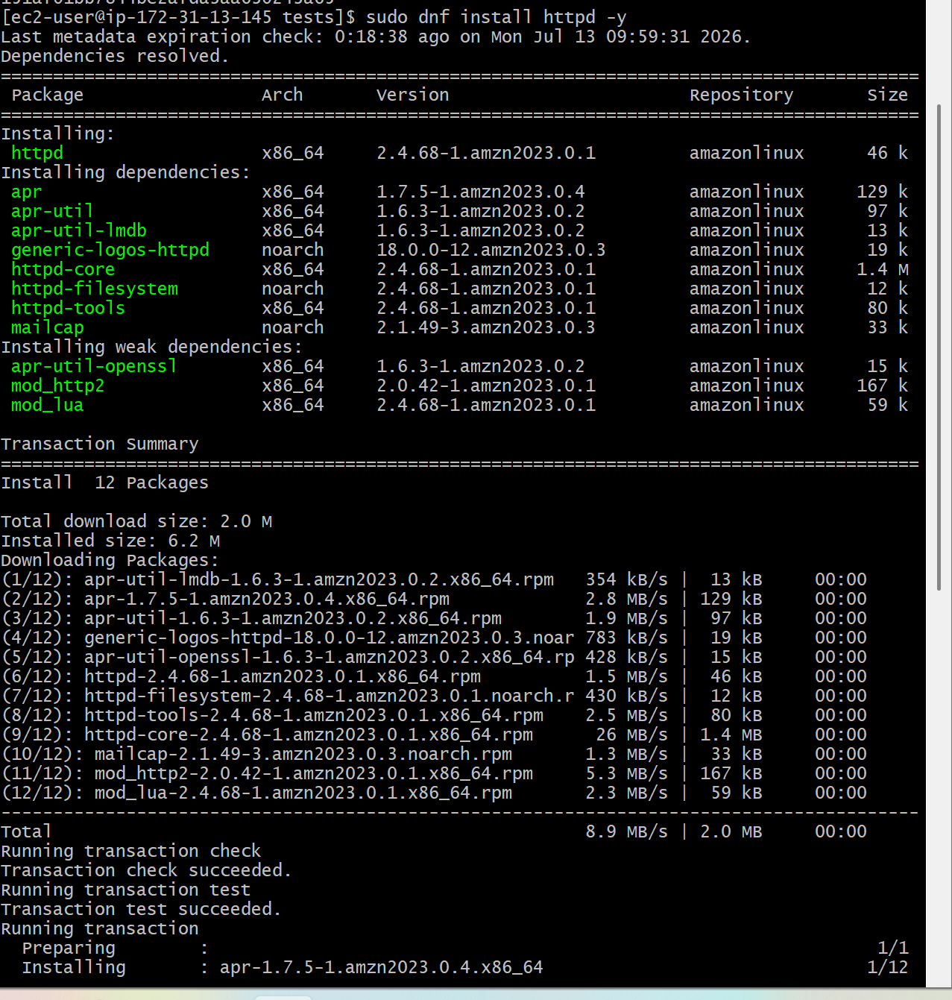 [ec2-user@ip-172-31-13-145 tests]$ sudo dnf install httpd -y
Last metadata expiration check: 0:18:38 ago on Mon Jul 13 09:59:31 2026.
Dependencies resolved.
========================================================================================
 Package                 Arch       Version                       Repository       Size
========================================================================================
Installing:
 httpd                   x86_64     2.4.68-1.amzn2023.0.1         amazonlinux      46 k
Installing dependencies:
 apr                     x86_64     1.7.5-1.amzn2023.0.4          amazonlinux     129 k
 apr-util                x86_64     1.6.3-1.amzn2023.0.2          amazonlinux      97 k
 apr-util-lmdb           x86_64     1.6.3-1.amzn2023.0.2          amazonlinux      13 k
 generic-logos-httpd     noarch     18.0.0-12.amzn2023.0.3        amazonlinux      19 k
 httpd-core              x86_64     2.4.68-1.amzn2023.0.1         amazonlinux     1.4 M
 httpd-filesystem        noarch     2.4.68-1.amzn2023.0.1         amazonlinux      12 k
 httpd-tools             x86_64     2.4.68-1.amzn2023.0.1         amazonlinux      80 k
 mailcap                 noarch     2.1.49-3.amzn2023.0.3         amazonlinux      33 k
Installing weak dependencies:
 apr-util-openssl        x86_64     1.6.3-1.amzn2023.0.2          amazonlinux      15 k
 mod_http2               x86_64     2.0.42-1.amzn2023.0.1         amazonlinux     167 k
 mod_lua                 x86_64     2.4.68-1.amzn2023.0.1         amazonlinux      59 k

Transaction Summary
========================================================================================
Install  12 Packages

Total download size: 2.0 M
Installed size: 6.2 M
Downloading Packages:
(1/12): apr-util-lmdb-1.6.3-1.amzn2023.0.2.x86_64.rpm   354 kB/s |  13 kB     00:00
(2/12): apr-1.7.5-1.amzn2023.0.4.x86_64.rpm             2.8 MB/s | 129 kB     00:00
(3/12): apr-util-1.6.3-1.amzn2023.0.2.x86_64.rpm        1.9 MB/s |  97 kB     00:00
(4/12): generic-logos-httpd-18.0.0-12.amzn2023.0.3.noar 783 kB/s |  19 kB     00:00
(5/12): apr-util-openssl-1.6.3-1.amzn2023.0.2.x86_64.rp 428 kB/s |  15 kB     00:00
(6/12): httpd-2.4.68-1.amzn2023.0.1.x86_64.rpm          1.5 MB/s |  46 kB     00:00
(7/12): httpd-filesystem-2.4.68-1.amzn2023.0.1.noarch.r 430 kB/s |  12 kB     00:00
(8/12): httpd-tools-2.4.68-1.amzn2023.0.1.x86_64.rpm    2.5 MB/s |  80 kB     00:00
(9/12): httpd-core-2.4.68-1.amzn2023.0.1.x86_64.rpm      26 MB/s | 1.4 MB     00:00
(10/12): mailcap-2.1.49-3.amzn2023.0.3.noarch.rpm       1.3 MB/s |  33 kB     00:00
(11/12): mod_http2-2.0.42-1.amzn2023.0.1.x86_64.rpm     5.3 MB/s | 167 kB     00:00
(12/12): mod_lua-2.4.68-1.amzn2023.0.1.x86_64.rpm       2.3 MB/s |  59 kB     00:00
----------------------------------------------------------------------------------------
Total                                                   8.9 MB/s | 2.0 MB     00:00
Running transaction check
Transaction check succeeded.
Running transaction test
Transaction test succeeded.
Running transaction
  Preparing        :                                                                1/1
  Installing       : apr-1.7.5-1.amzn2023.0.4.x86_64                               1/12